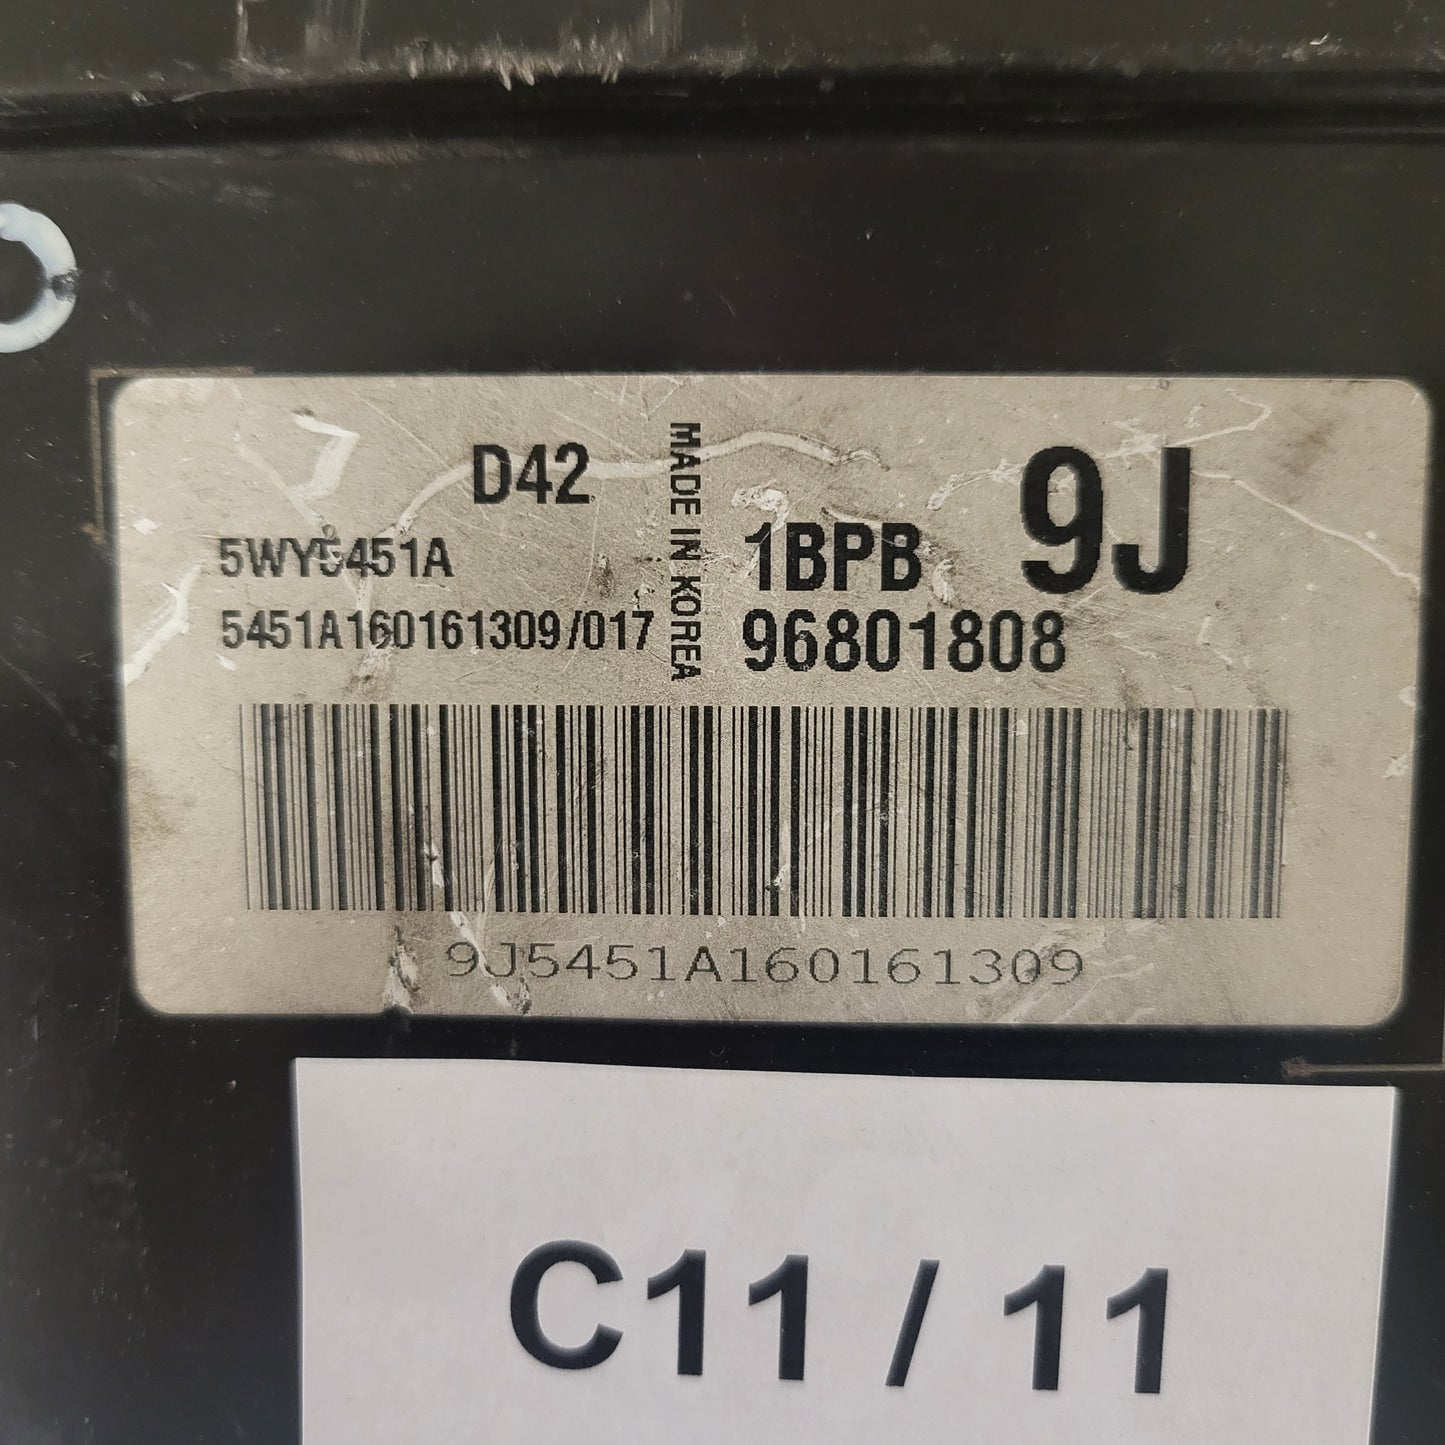 D42
5WY5451A
5451A160161309/017
MADE IN KOREA
1BPB
9J
96801808
9J5451A160161309
C11 / 11